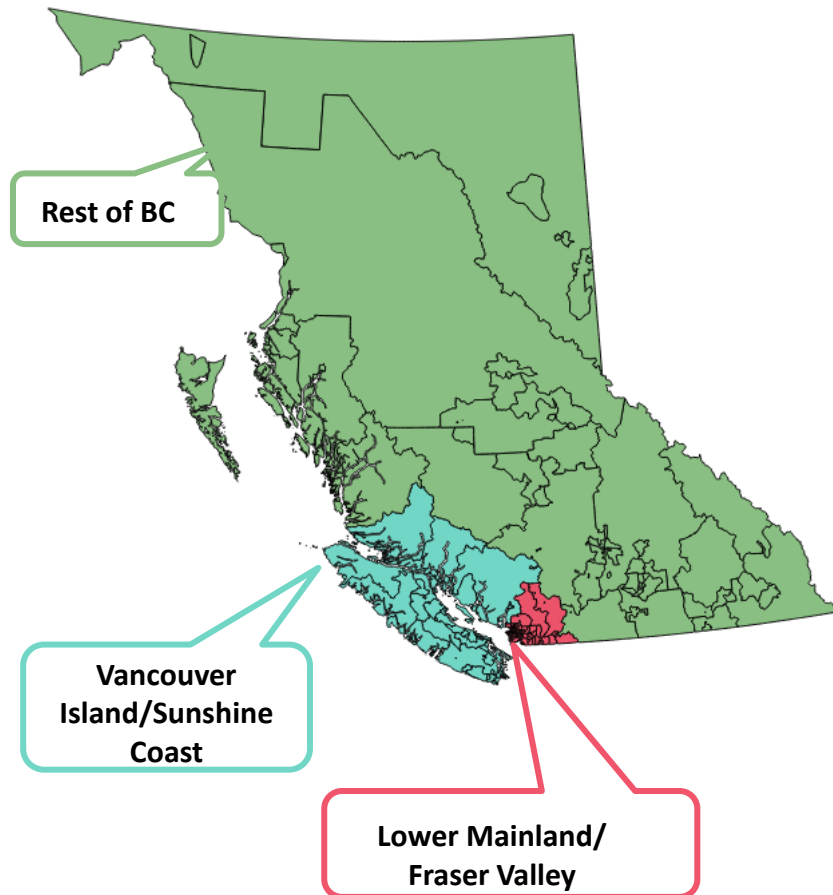 Rest of BC
Vancouver
Island/Sunshine
Coast
Lower Mainland/
Fraser Valley